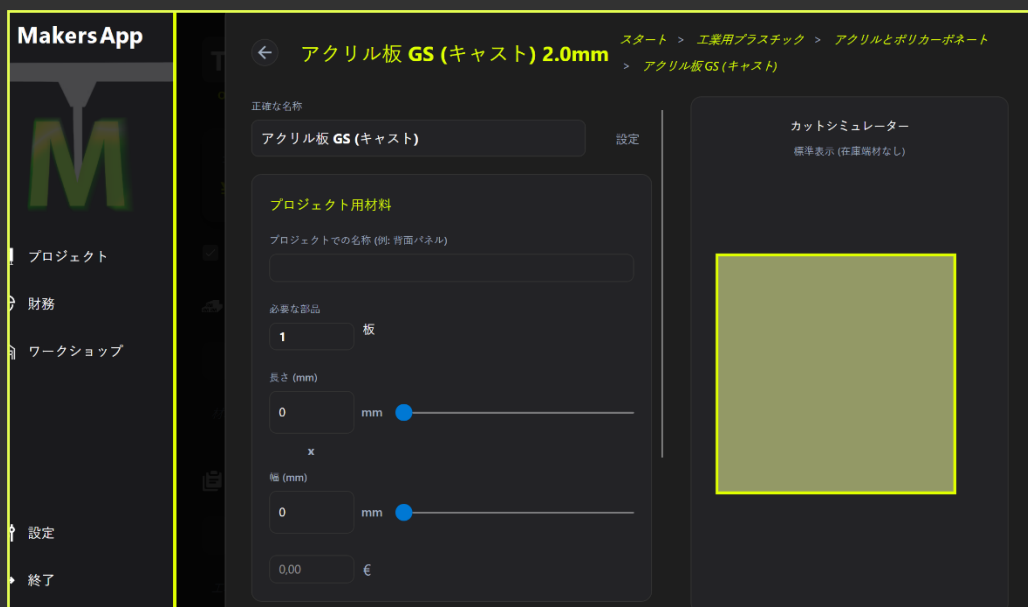 Makers App
プロジェクト
財務
ワークショップ
設定
終了
アクリル板 GS (キャスト) 2.0mm
スタート > 工業用プラスチック > アクリルとポリカーボネート
> アクリル板 GS (キャスト)
正確な名称
アクリル板 GS (キャスト)
設定
プロジェクト用材料
プロジェクトでの名称 (例: 背面パネル)
必要な部品
1 板
長さ (mm)
0 mm
x
幅 (mm)
0 mm
0,00 €
カットシミュレーター
標準表示 (在庫端材なし)